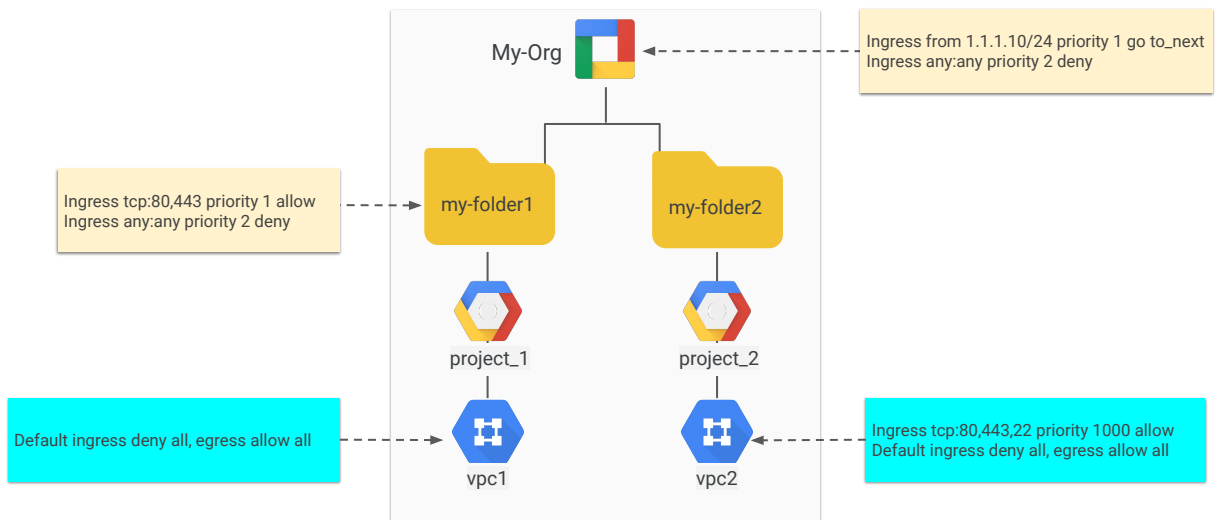 My-Org
Ingress from 1.1.1.10/24 priority 1 go to_next
Ingress any:any priority 2 deny
Ingress tcp:80,443 priority 1 allow
Ingress any:any priority 2 deny
my-folder1
my-folder2
project_1
project_2
Default ingress deny all, egress allow all
Ingress tcp:80,443,22 priority 1000 allow
Default ingress deny all, egress allow all
vpc1
vpc2